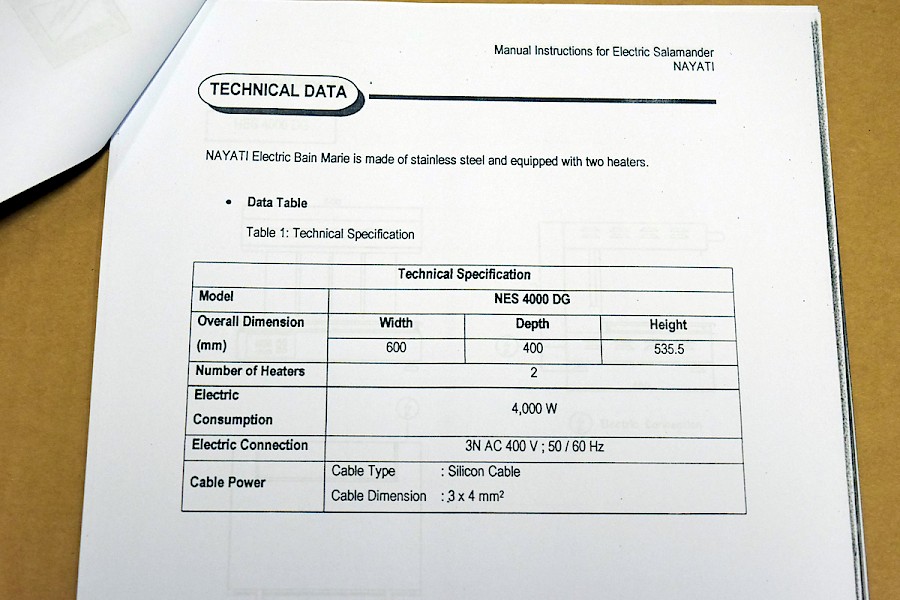 Manual Instructions for Electric Salamander
NAYATI
TECHNICAL DATA
NAYATI Electric Bain Marie is made of stainless steel and equipped with two heaters.
• Data Table
Table 1: Technical Specification
Technical Specification
Model NES 4000 DG
Overall Dimension (mm) Width Depth Height
600 400 535.5
Number of Heaters 2
Electric Consumption 4,000 W
Electric Connection 3N AC 400 V ; 50 / 60 Hz
Cable Power Cable Type : Silicon Cable
Cable Dimension : 3 x 4 mm²